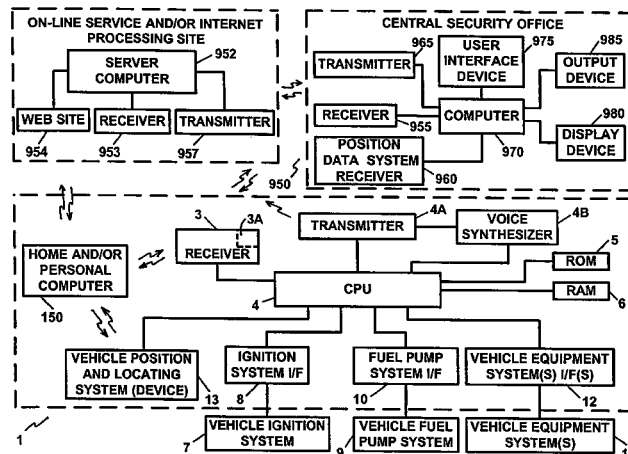 ON-LINE SERVICE AND/OR INTERNET
PROCESSING SITE
SERVER
COMPUTER
952
WEB SITE
RECEIVER
TRANSMITTER
954
953
957
CENTRAL SECURITY OFFICE
965
TRANSMITTER
USER
INTERFACE
DEVICE
975
985
OUTPUT
DEVICE
RECEIVER
955
COMPUTER
970
980
DISPLAY
DEVICE
POSITION
DATA SYSTEM
RECEIVER
960
950
3
3A
RECEIVER
TRANSMITTER
4A
VOICE
SYNTHESIZER
4B
5
ROM
RAM
6
HOME AND/OR
PERSONAL
COMPUTER
150
CPU
4
VEHICLE POSITION
AND LOCATING
SYSTEM (DEVICE)
13
IGNITION
SYSTEM I/F
8
FUEL PUMP
SYSTEM I/F
10
VEHICLE EQUIPMENT
SYSTEM(S) I/F(S)
12
1
VEHICLE IGNITION
SYSTEM
7
VEHICLE FUEL
PUMP SYSTEM
9
VEHICLE EQUIPMENT
SYSTEM(S)